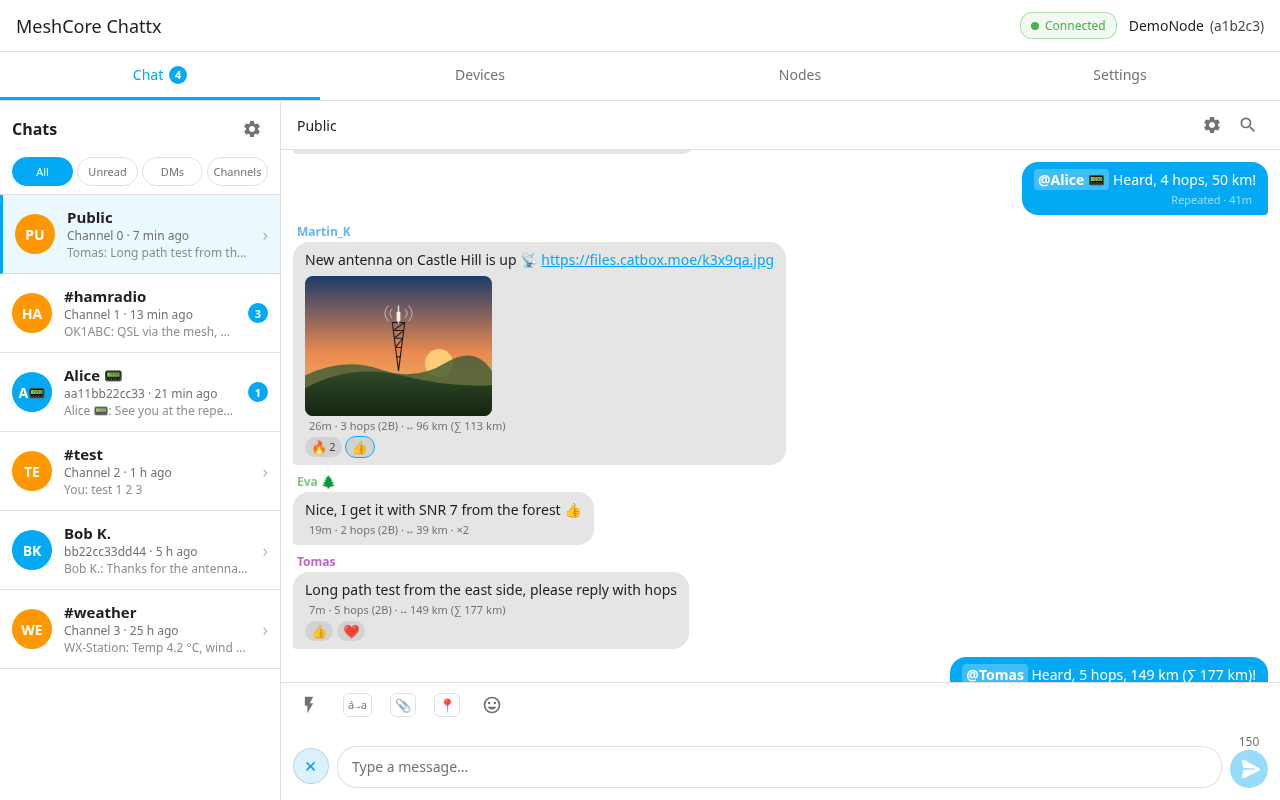 MeshCore Chattx
Connected
DemoNode (a1b2c3)
Chat 4
Devices
Nodes
Settings
Chats
All
Unread
DMs
Channels
PU
Public
Channel 0 · 7 min ago
Tomas: Long path test from th...
HA
#hamradio
Channel 1 · 13 min ago
OK1ABC: QSL via the mesh, ...
3
A📟
Alice 📟
aa11bb22cc33 · 21 min ago
Alice 📟: See you at the repe...
1
TE
#test
Channel 2 · 1 h ago
You: test 1 2 3
BK
Bob K.
bb22cc33dd44 · 5 h ago
Bob K.: Thanks for the antenna...
WE
#weather
Channel 3 · 25 h ago
WX-Station: Temp 4.2 °C, wind ...
Public
@Alice 📟 Heard, 4 hops, 50 km!
Repeated · 41m
Martin_K
New antenna on Castle Hill is up 📡 https://files.catbox.moe/k3x9qa.jpg
26m · 3 hops (2B) · ↔ 96 km (∑ 113 km)
🔥 2 👍
Eva 🌲
Nice, I get it with SNR 7 from the forest 👍
19m · 2 hops (2B) · ↔ 39 km · ×2
Tomas
Long path test from the east side, please reply with hops
7m · 5 hops (2B) · ↔ 149 km (∑ 177 km)
👍 ❤️
@Tomas Heard, 5 hops, 149 km (∑ 177 km)!
á→a
150
Type a message...